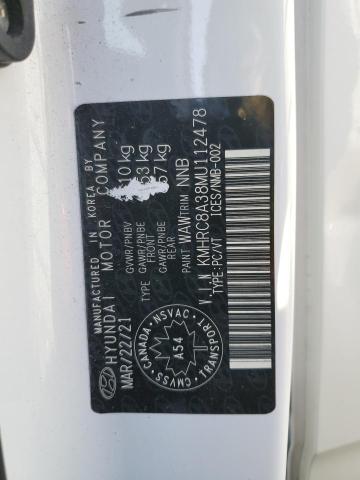 MANUFACTURED IN KOREA BY
HYUNDAI MOTOR COMPANY
MAR/22/21
GVWR/PNBV 10 kg
TYPE GAWR/PNBE FRONT 53 kg
GAWR/PNBE REAR 57 kg
PAINT WAW TRIM NNB
V.I.N KMHRC8A38MU112478
TYPE:PC/VT ICES/NMB-002
CANADA · NSVAC
A54
CMVSS · TRANSPORT